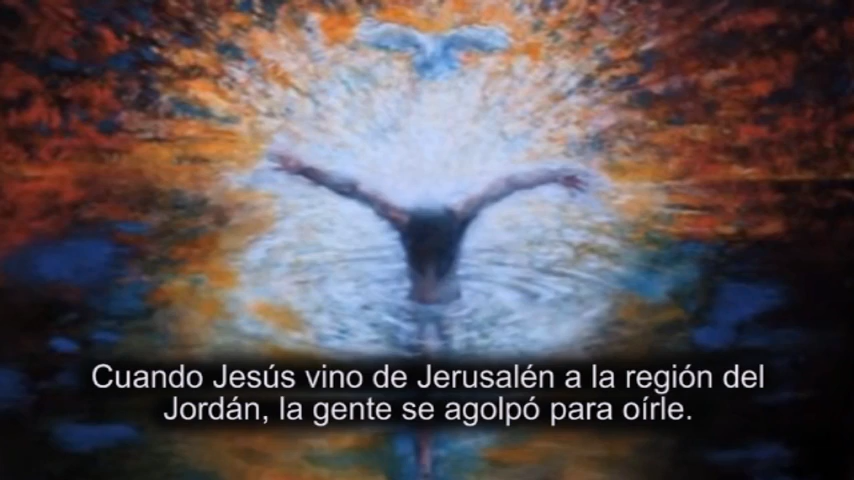 Cuando Jesús vino de Jerusalén a la región del
Jordán, la gente se agolpó para oírle.